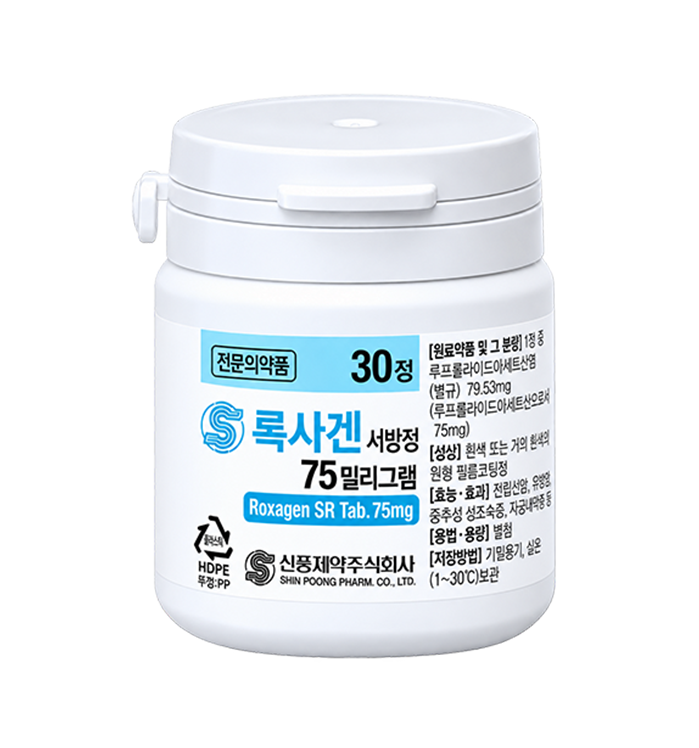 전문의약품
30정
록사겐 서방정
75밀리그램
Roxagen SR Tab. 75mg
플라스틱
HDPE
뚜껑:PP
신풍제약주식회사
SHIN POONG PHARM. CO., LTD.
[원료약품 및 그 분량] 1정 중
루프롤라이드아세트산염
(별규) 79.53mg
(루프롤라이드아세트산으로서
75mg)
[성상] 흰색 또는 거의 흰색의
원형 필름코팅정
[효능·효과] 전립선암, 유방암,
중추성 성조숙증, 자궁내막증 등
[용법·용량] 별첨
[저장방법] 기밀용기, 실온
(1~30℃)보관